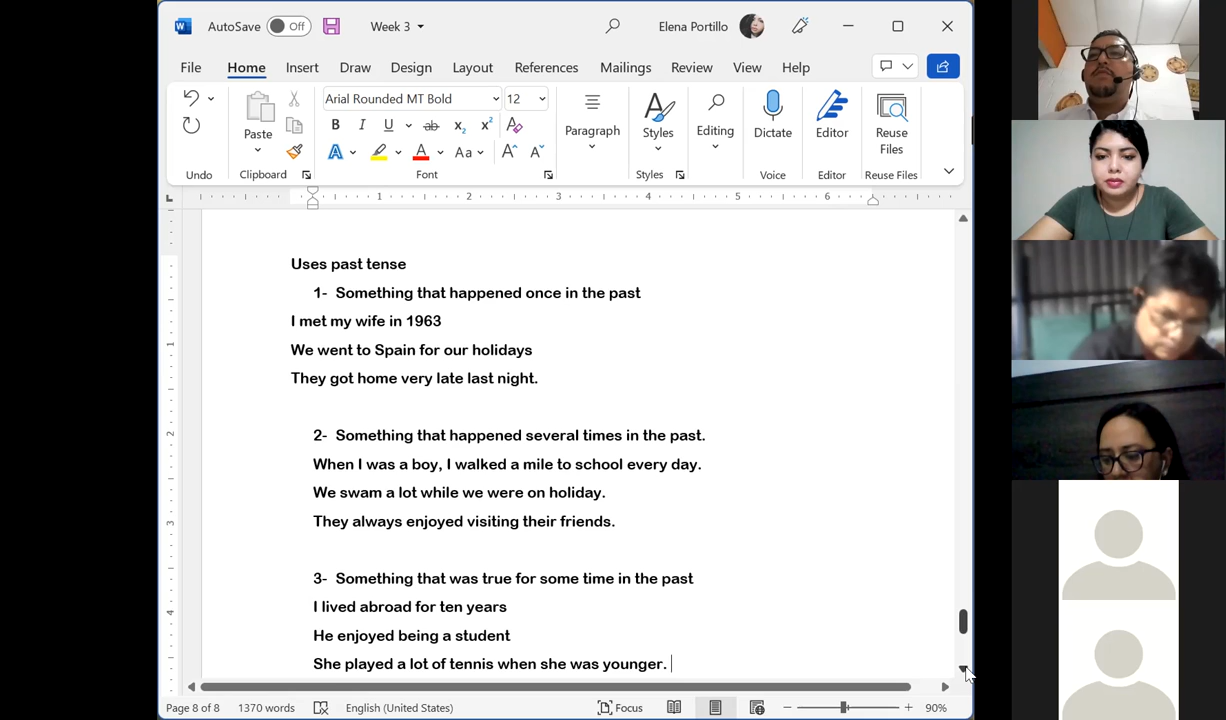 AutoSave Off Week 3 Elena Portillo
File Home Insert Draw Design Layout References Mailings Review View Help
Arial Rounded MT Bold 12
Paste Paragraph Styles Editing Dictate Editor Reuse Files
Undo Clipboard Font Styles Voice Editor Reuse Files
1 2 3 4 5 6
Uses past tense
1- Something that happened once in the past
I met my wife in 1963
We went to Spain for our holidays
They got home very late last night.
2- Something that happened several times in the past.
When I was a boy, I walked a mile to school every day.
We swam a lot while we were on holiday.
They always enjoyed visiting their friends.
3- Something that was true for some time in the past
I lived abroad for ten years
He enjoyed being a student
She played a lot of tennis when she was younger.
Page 8 of 8 1370 words English (United States) Focus 90%